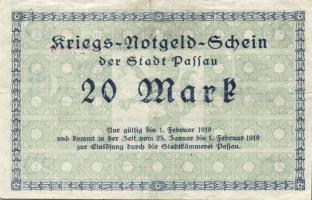 Kriegs-Notgeld-Schein
der Stadt Passau
20 Mark
Nur gültig bis 1. Februar 1919
und kommt in der Zeit vom 25. Januar bis 1. Februar 1919
zur Einlösung durch die Stadtkämmerei Passau.